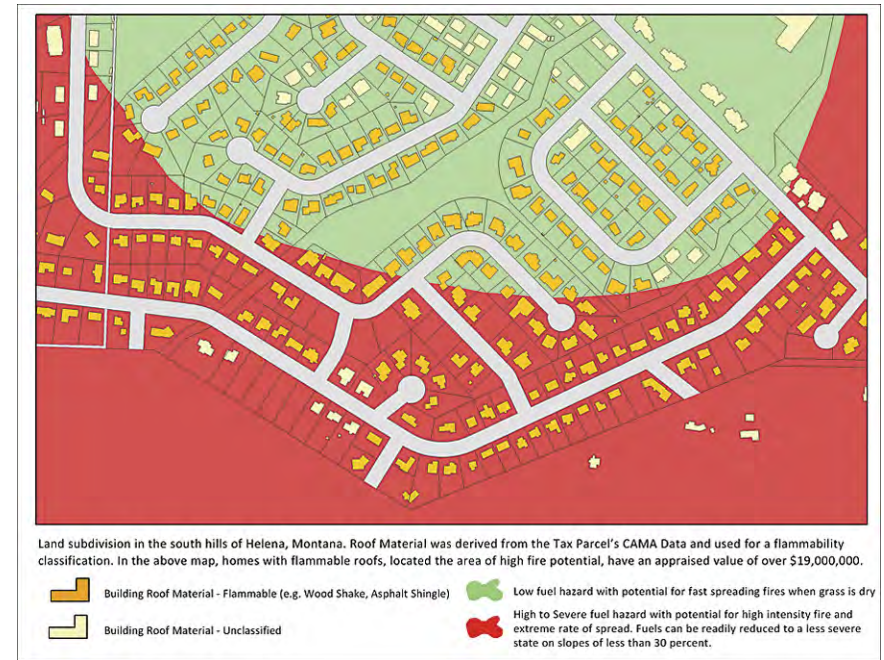 Land subdivision in the south hills of Helena, Montana. Roof Material was derived from the Tax Parcel's CAMA Data and used for a flammability
classification. In the above map, homes with flammable roofs, located the area of high fire potential, have an appraised value of over $19,000,000.
Building Roof Material - Flammable (e.g. Wood Shake, Asphalt Shingle)
Low fuel hazard with potential for fast spreading fires when grass is dry
Building Roof Material - Unclassified
High to Severe fuel hazard with potential for high intensity fire and
extreme rate of spread. Fuels can be readily reduced to a less severe
state on slopes of less than 30 percent.